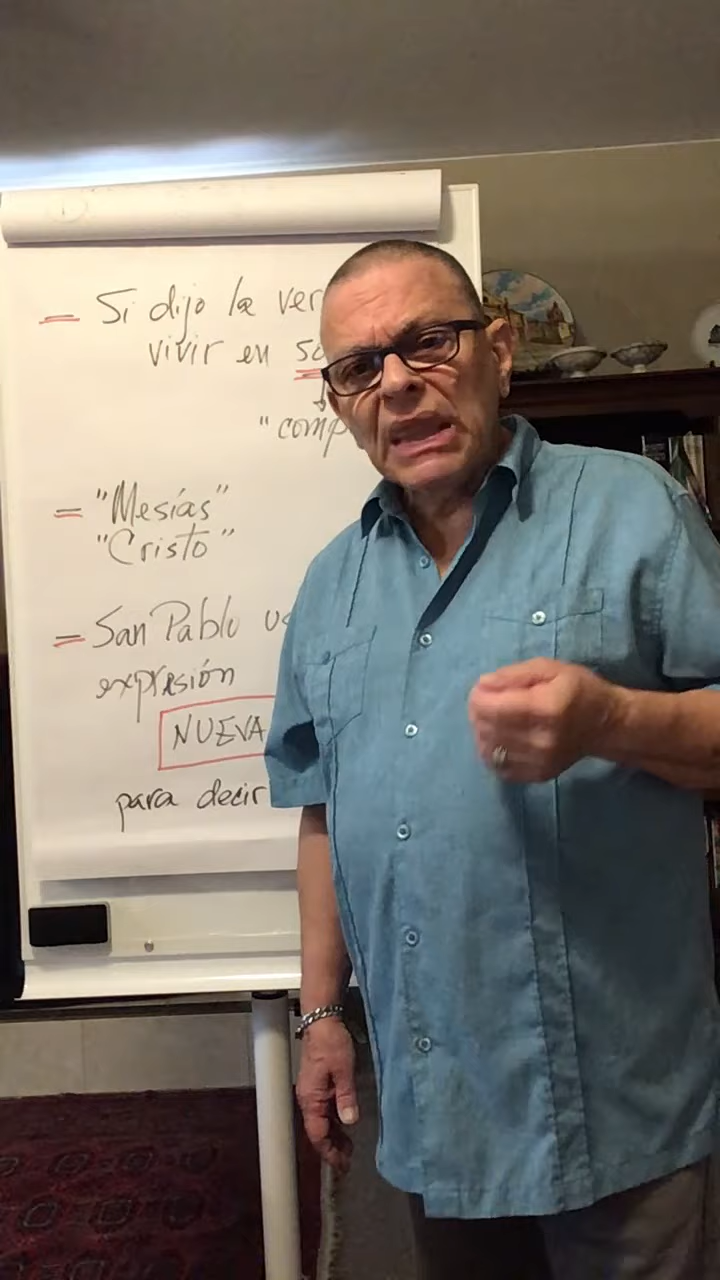 = Si dijo la ver
vivir en so
"comp
= "Mesías"
"Cristo"
= San Pablo
expresión
NUEVA
para decir